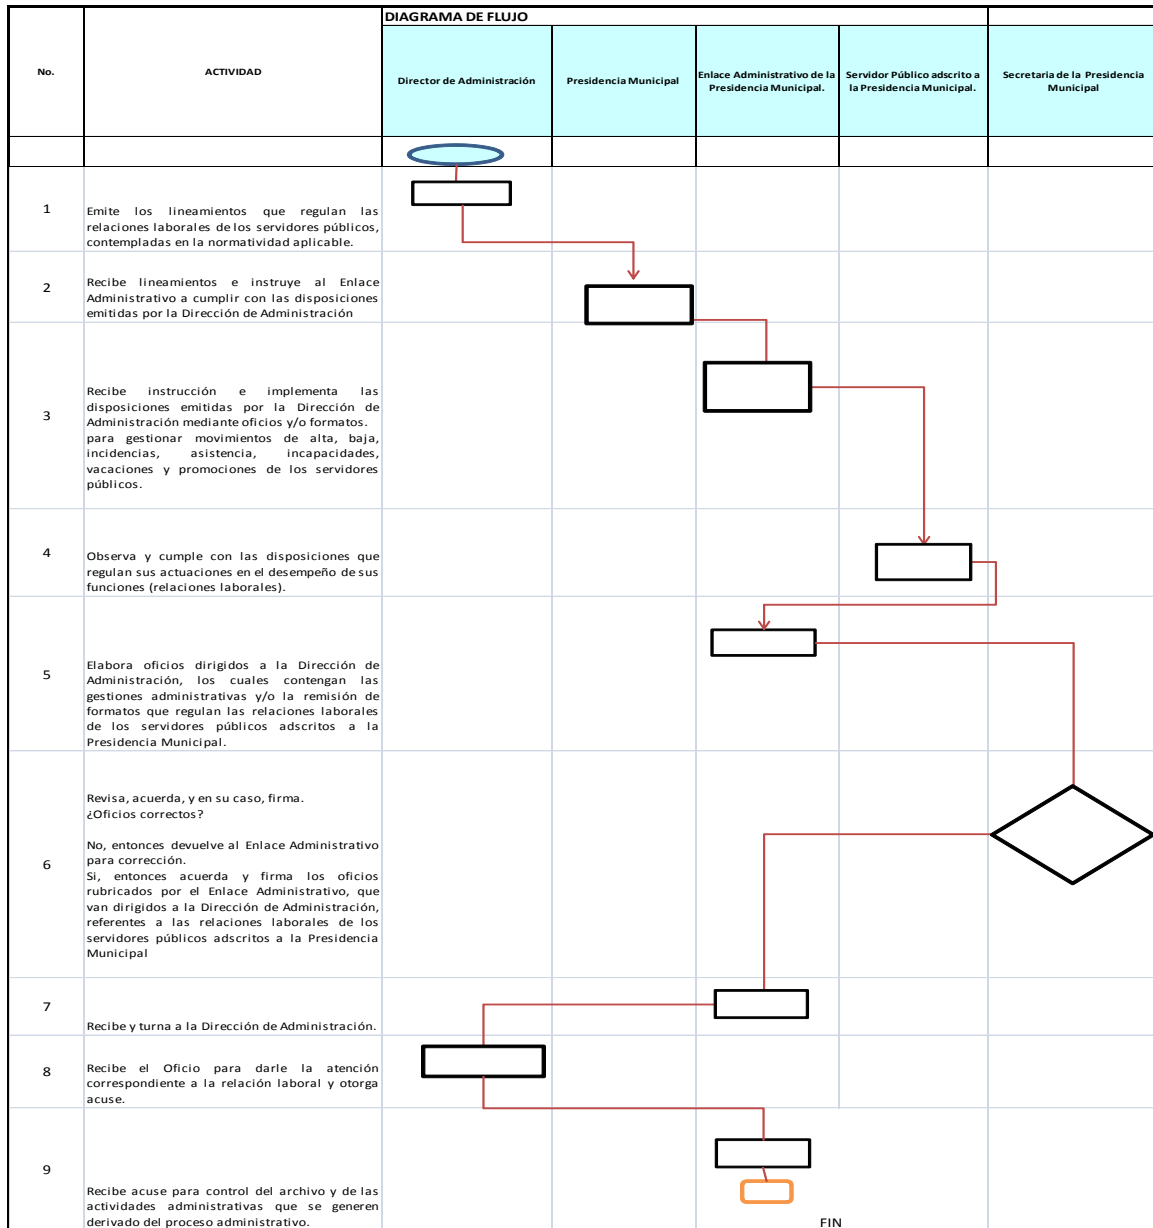 DIAGRAMA DE FLUJO
No.
ACTIVIDAD
Director de Administración
Presidencia Municipal
Enlace Administrativo de la
Presidencia Municipal.
Servidor Público adscrito a
la Presidencia Municipal.
Secretaria de la Presidencia
Municipal
1
Emite los lineamientos que regulan las
relaciones laborales de los servidores públicos,
contempladas en la normatividad aplicable.
2
Recibe lineamientos e instruye al Enlace
Administrativo a cumplir con las disposiciones
emitidas por la Dirección de Administración
3
Recibe instrucción e implementa las
disposiciones emitidas por la Dirección de
Administración mediante oficios y/o formatos.
para gestionar movimientos de alta, baja,
incidencias, asistencia, incapacidades,
vacaciones y promociones de los servidores
públicos.
4
Observa y cumple con las disposiciones que
regulan sus actuaciones en el desempeño de sus
funciones (relaciones laborales).
5
Elabora oficios dirigidos a la Dirección de
Administración, los cuales contengan las
gestiones administrativas y/o la remisión de
formatos que regulan las relaciones laborales
de los servidores públicos adscritos a la
Presidencia Municipal.
6
Revisa, acuerda, y en su caso, firma.
¿Oficios correctos?
No, entonces devuelve al Enlace Administrativo
para corrección.
Si, entonces acuerda y firma los oficios
rubricados por el Enlace Administrativo, que
van dirigidos a la Dirección de Administración,
referentes a las relaciones laborales de los
servidores públicos adscritos a la Presidencia
Municipal
7
Recibe y turna a la Dirección de Administración.
8
Recibe el Oficio para darle la atención
correspondiente a la relación laboral y otorga
acuse.
9
Recibe acuse para control del archivo y de las
actividades administrativas que se generen
derivado del proceso administrativo.
FIN